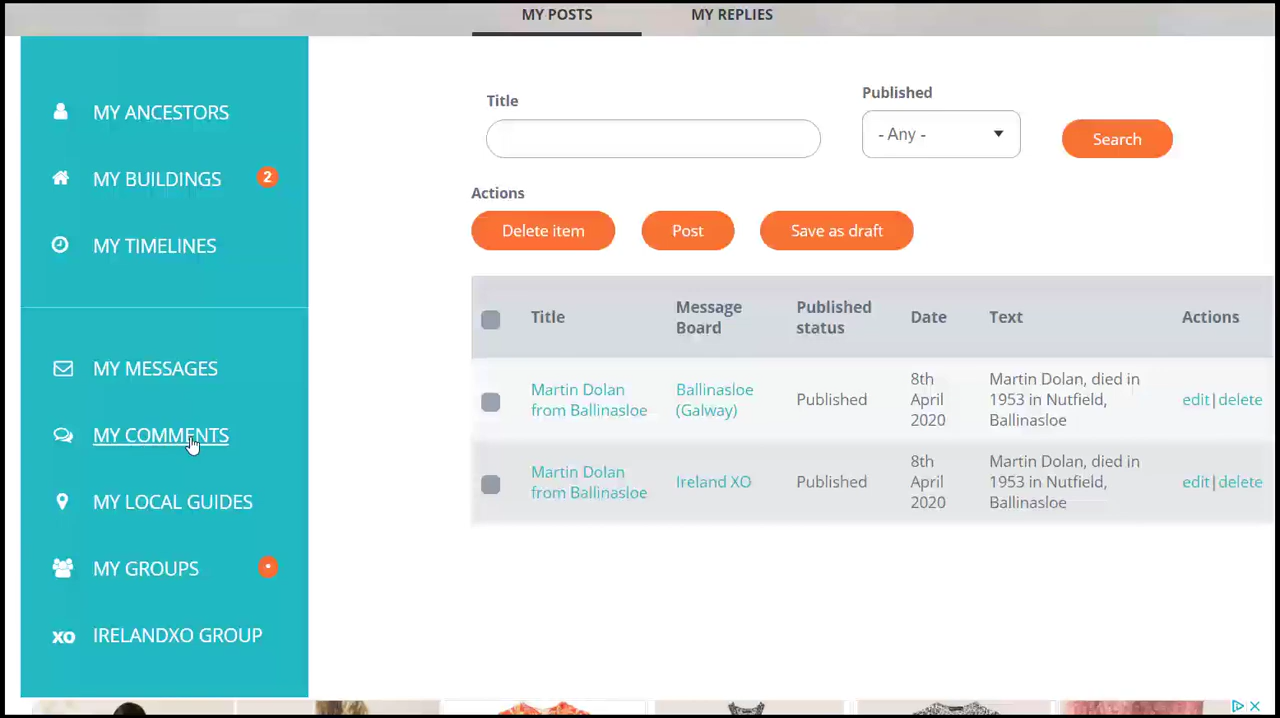 MY POSTS
MY REPLIES
MY ANCESTORS
MY BUILDINGS
2
MY TIMELINES
MY MESSAGES
MY COMMENTS
MY LOCAL GUIDES
MY GROUPS
XO IRELANDXO GROUP
Title
Published
- Any -
Search
Actions
Delete item
Post
Save as draft
Title
Message
Board
Published
status
Date
Text
Actions
Martin Dolan
from Ballinasloe
Ballinasloe
(Galway)
Published
8th
April
2020
Martin Dolan, died in
1953 in Nutfield,
Ballinasloe
edit|delete
Martin Dolan
from Ballinasloe
Ireland XO
Published
8th
April
2020
Martin Dolan, died in
1953 in Nutfield,
Ballinasloe
edit|delete